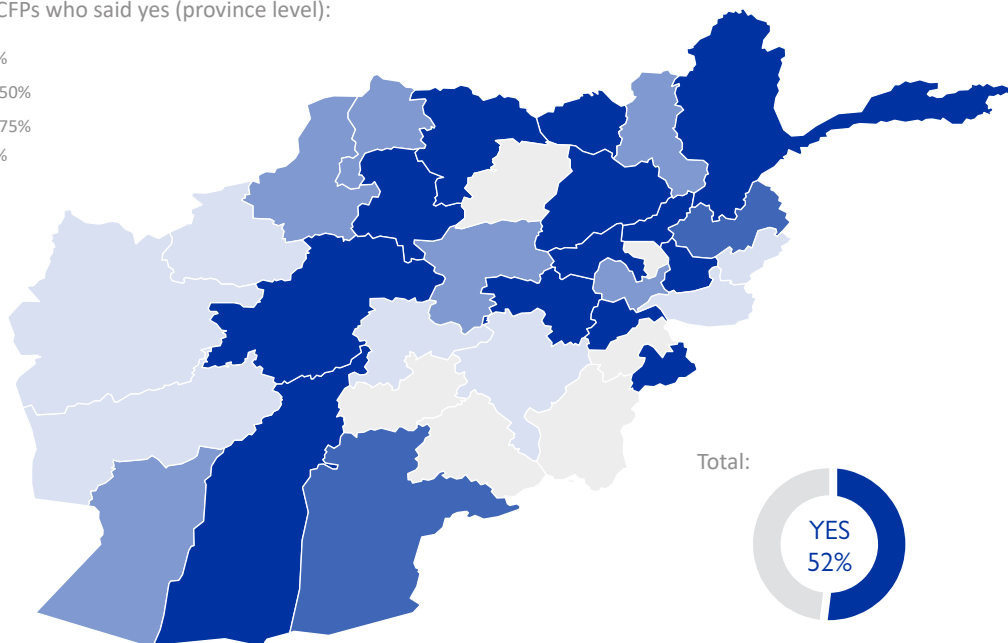 CFPs who said yes (province level):
%
50%
75%
%
Total:
YES
52%